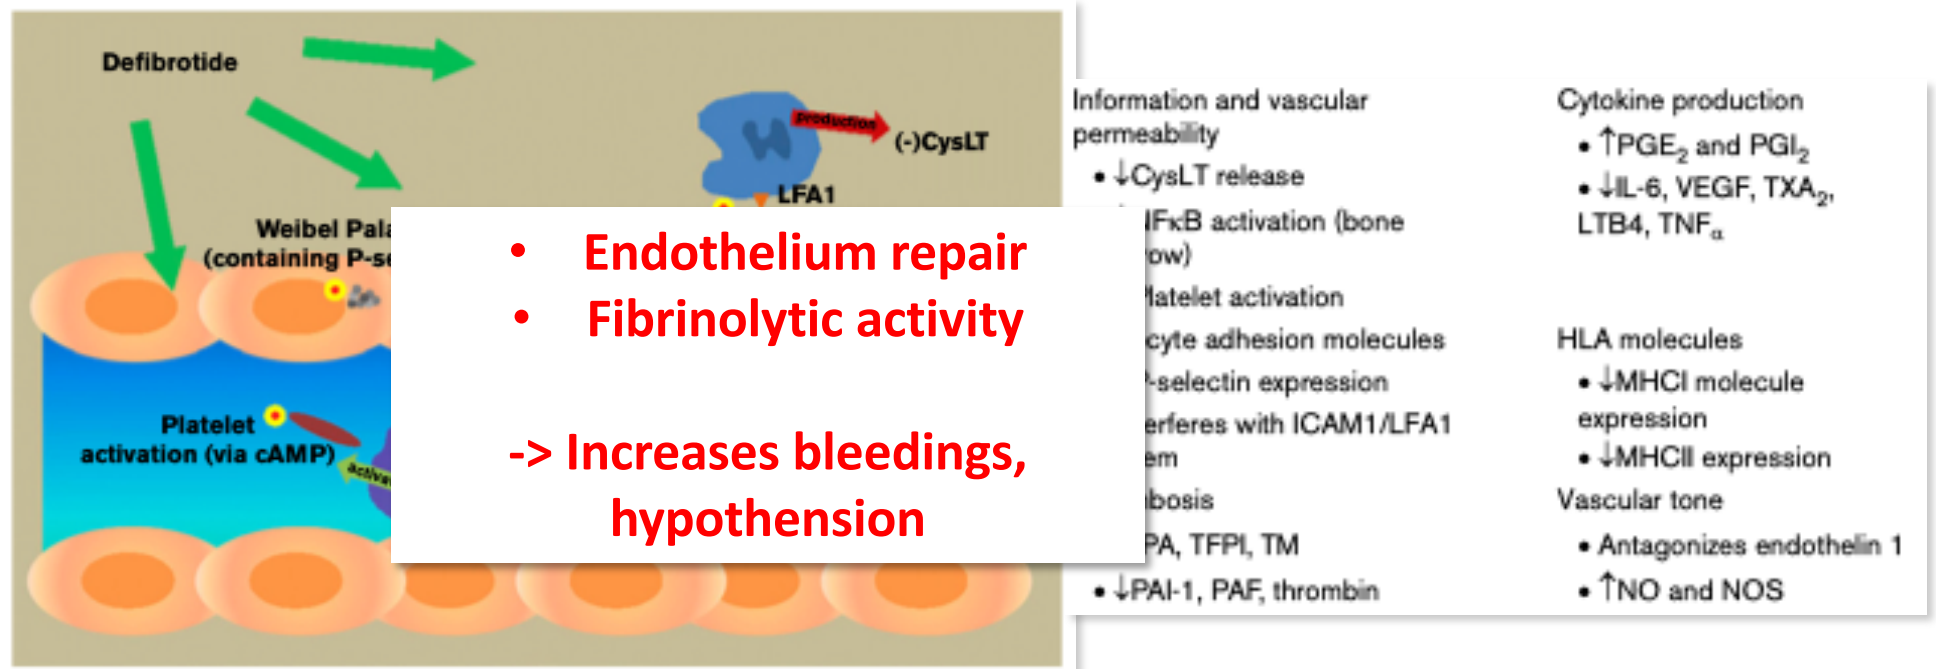 Defibrotide
production
(-)CysLT
LFA1
Weibel Pala
(containing P-se
Platelet
activation (via cAMP)
activa
• Endothelium repair
• Fibrinolytic activity
-> Increases bleedings,
hypothension
Information and vascular
permeability
• ↓CysLT release
NFκB activation (bone
ow)
Platelet activation
cyte adhesion molecules
P-selectin expression
erferes with ICAM1/LFA1
em
bosis
PA, TFPI, TM
• ↓PAI-1, PAF, thrombin
Cytokine production
• ↑PGE₂ and PGI₂
• ↓IL-6, VEGF, TXA₂,
LTB4, TNFα
HLA molecules
• ↓MHCI molecule
expression
• ↓MHCII expression
Vascular tone
• Antagonizes endothelin 1
• ↑NO and NOS